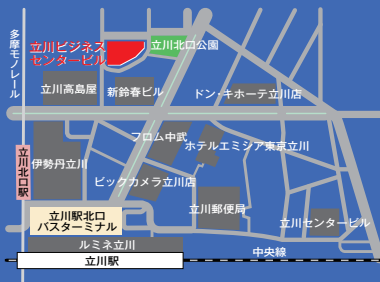 多摩モノレール
立川ビジネス
センタービル
立川北口公園
立川高島屋
新鈴春ビル
ドン・キホーテ立川店
フロム中武
ホテルエミシア東京立川
立川北口駅
伊勢丹立川
ビックカメラ立川店
立川郵便局
立川駅北口
バスターミナル
立川センタービル
ルミネ立川
中央線
立川駅